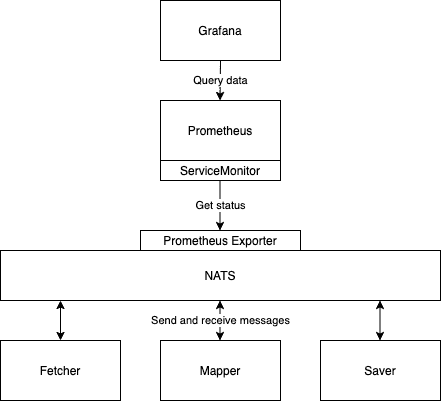 Grafana
Query data
Prometheus
ServiceMonitor
Get status
Prometheus Exporter
NATS
Send and receive messages
Fetcher
Mapper
Saver